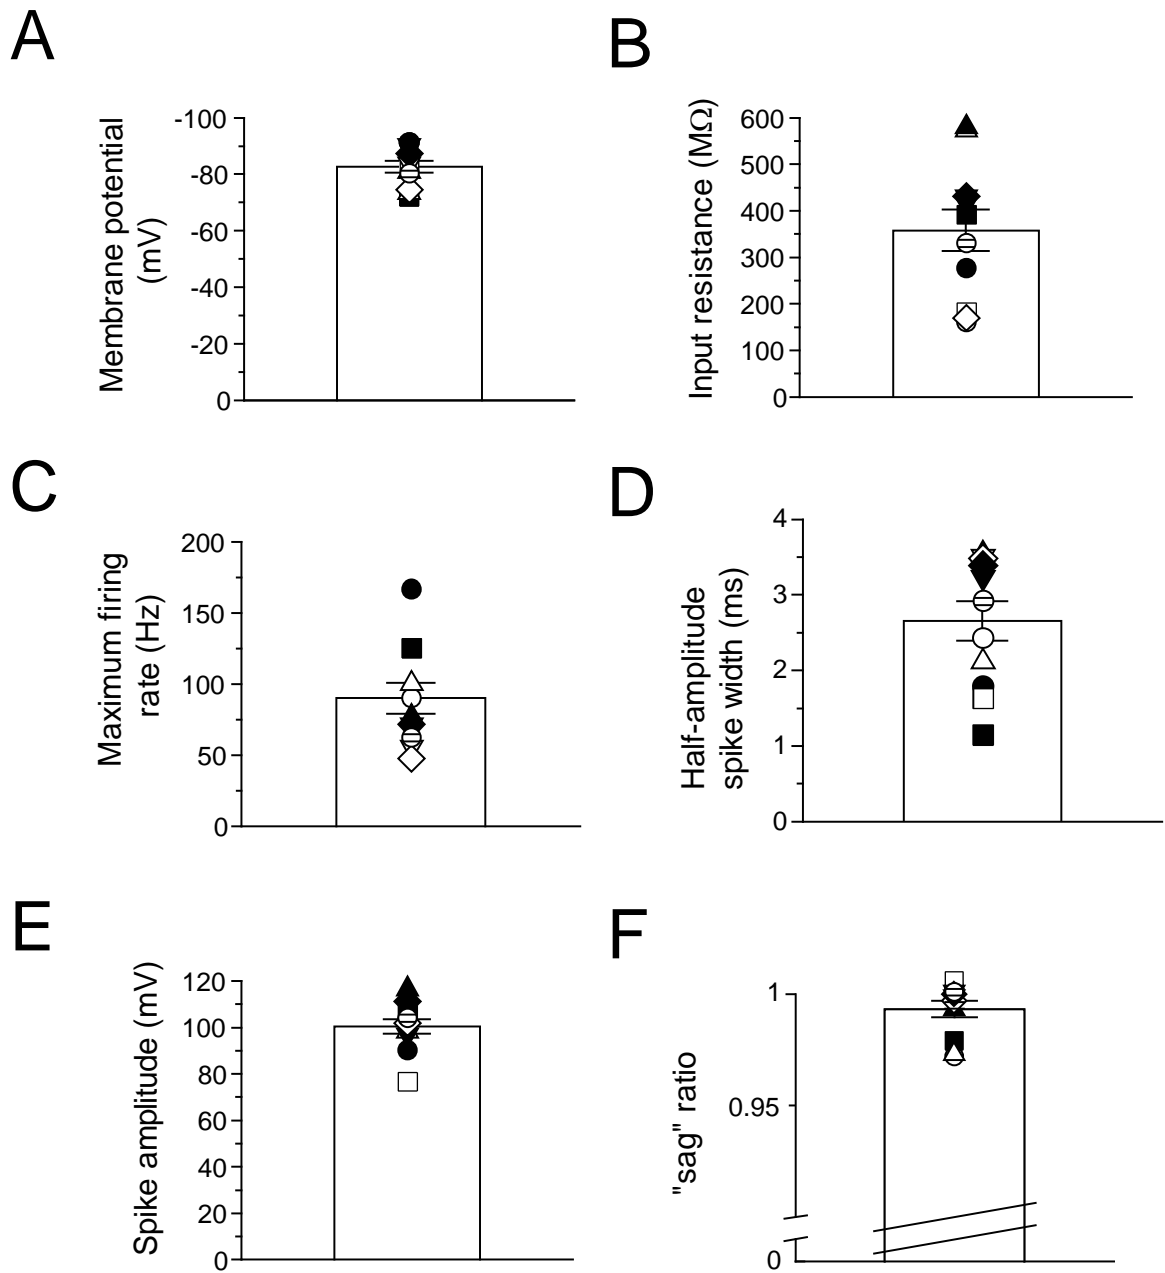 A
Membrane potential
(mV)
-100
-80
-60
-40
-20
0
B
Input resistance (MΩ)
600
500
400
300
200
100
0
C
Maximum firing
rate (Hz)
200
150
100
50
0
D
Half-amplitude
spike width (ms)
4
3
2
1
0
E
Spike amplitude (mV)
120
100
80
60
40
20
0
F
"sag" ratio
1
0.95
0